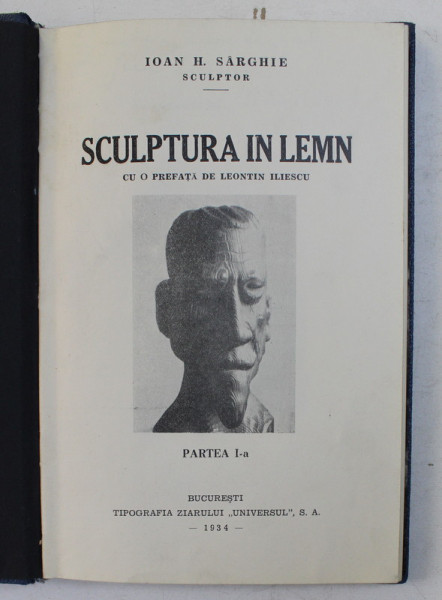 IOAN H. SÂRGHIE
SCULPTOR
SCULPTURA IN LEMN
CU O PREFAȚĂ DE LEONTIN ILIESCU
PARTEA I-a
BUCUREȘTI
TIPOGRAFIA ZIARULUI „UNIVERSUL", S. A.
— 1934 —